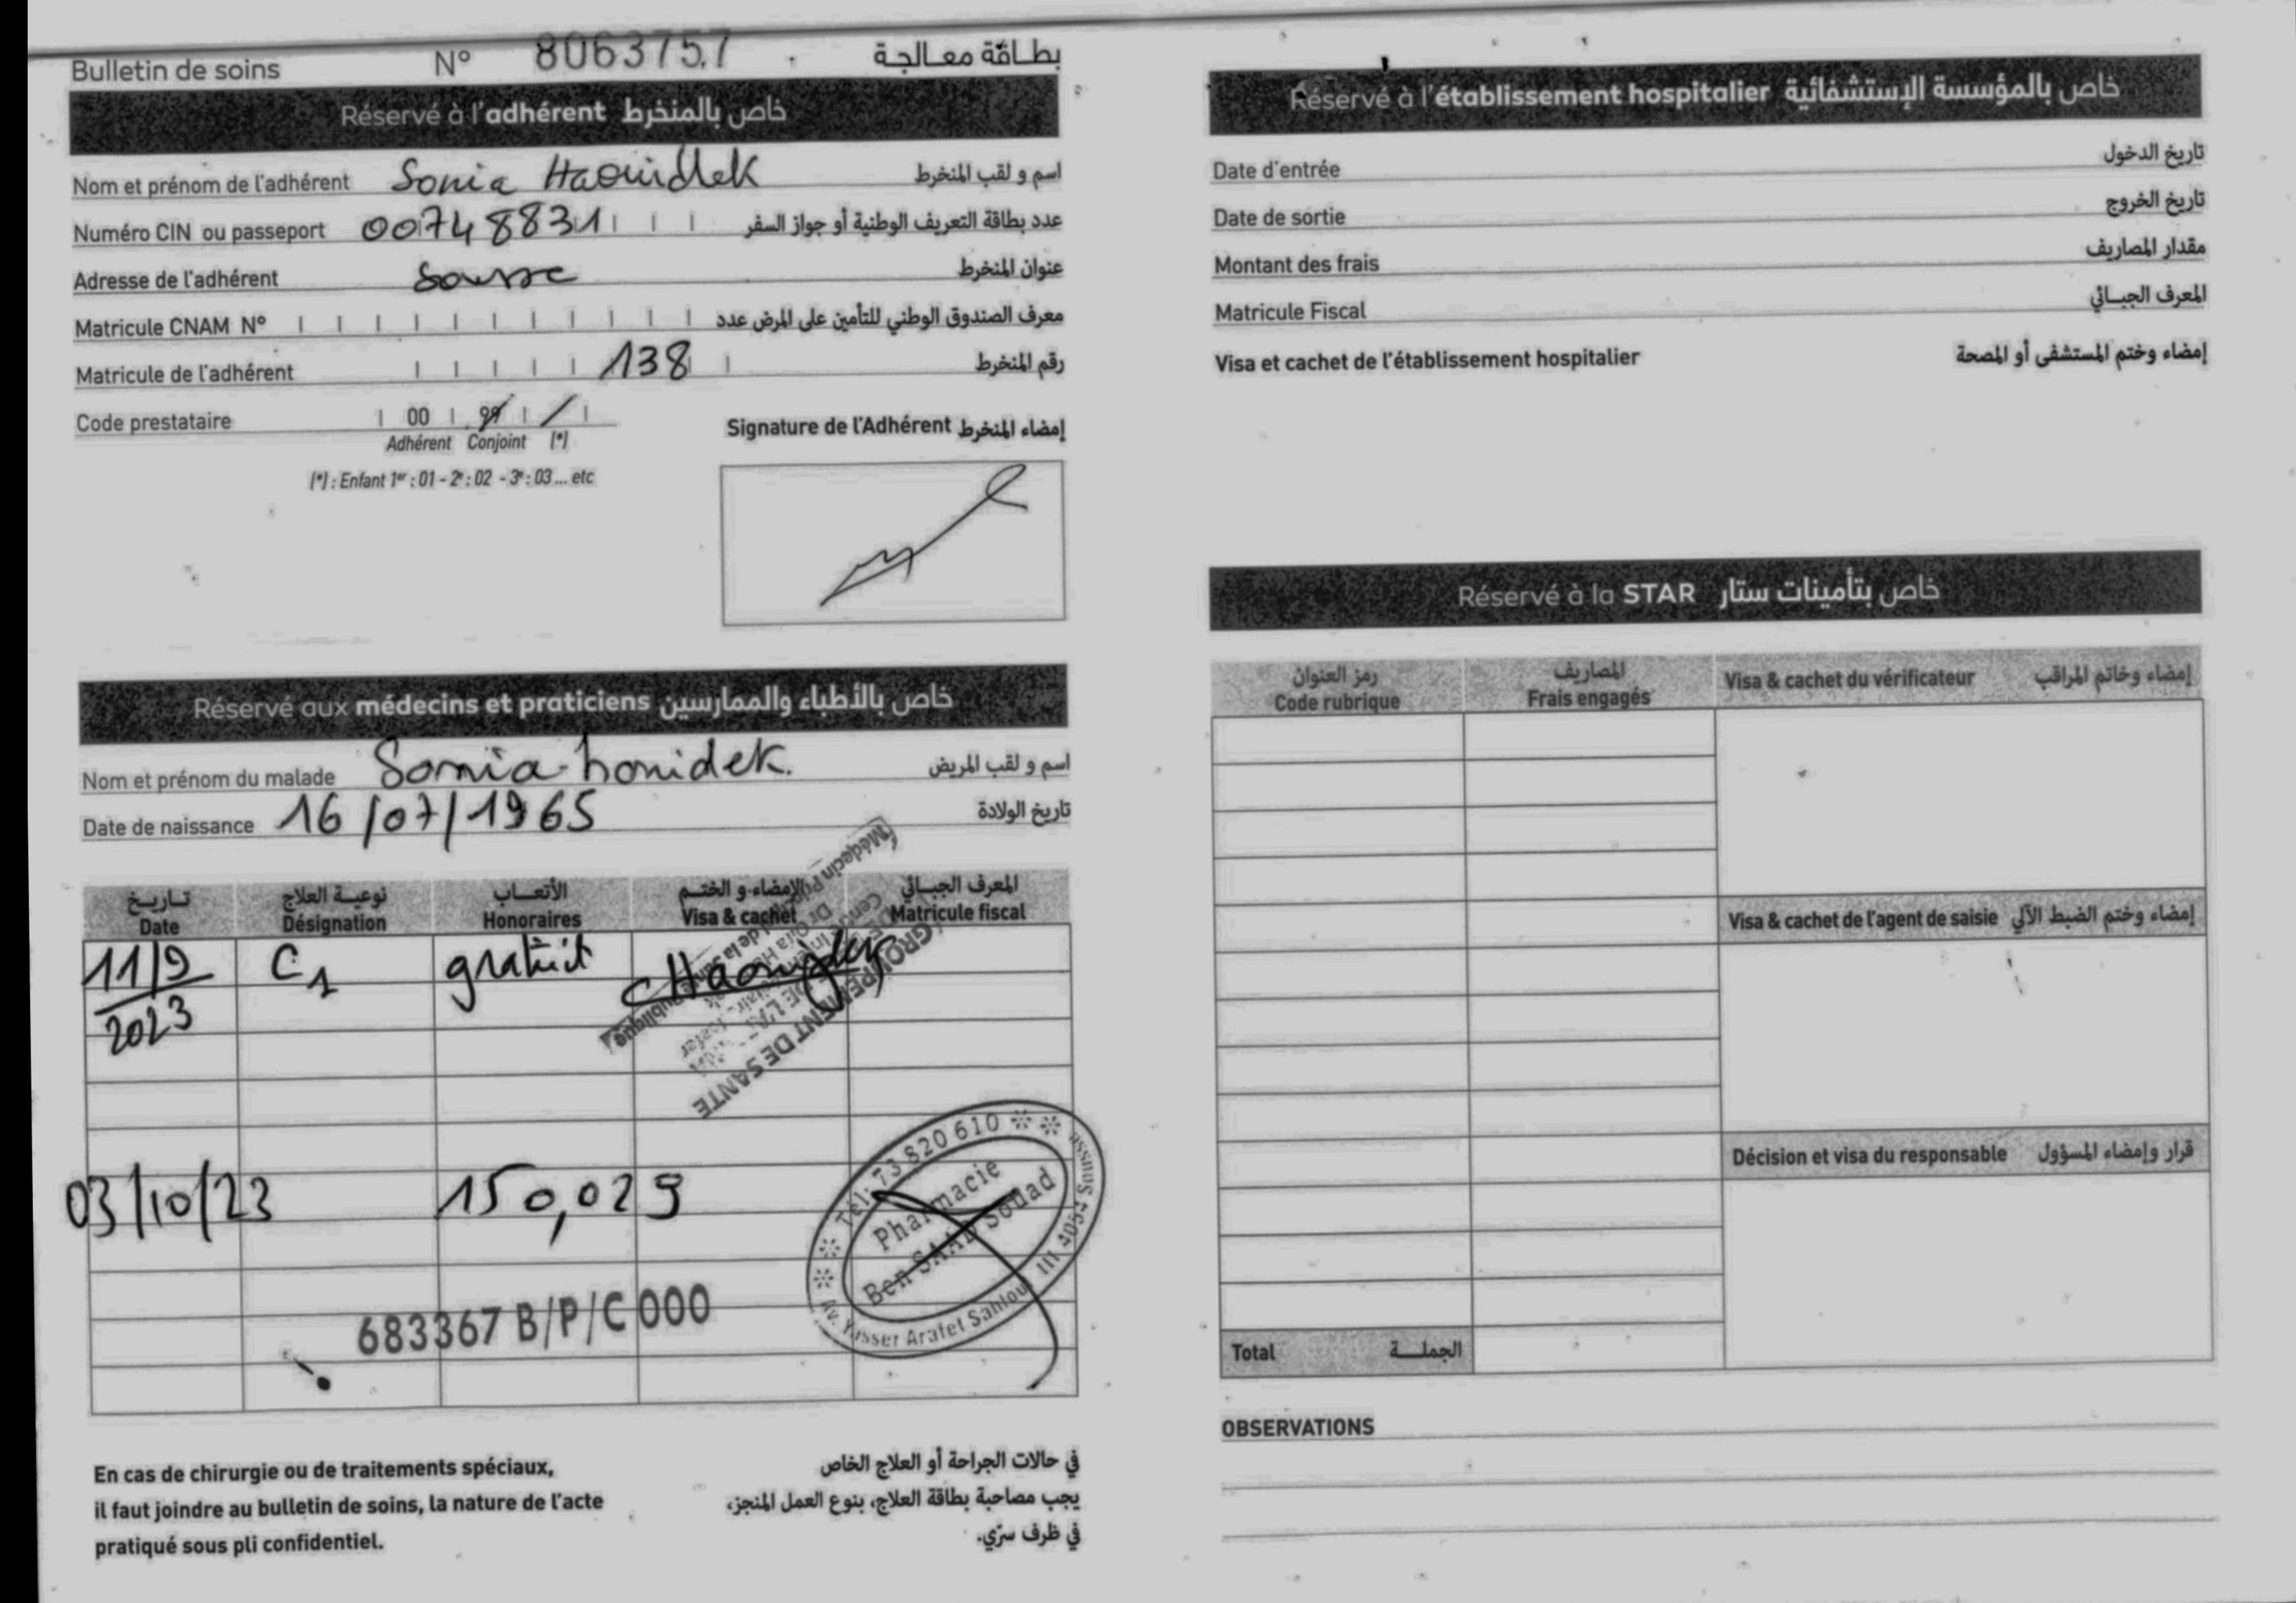 Bulletin de soins N° 8063757 بطاقة معالجة
Réservé à l'adhérent خاص بالمنخرط
Nom et prénom de l'adhérent Sonia Haouidek اسم و لقب المنخرط
Numéro CIN ou passeport 00748831 عدد بطاقة التعريف الوطنية أو جواز السفر
Adresse de l'adhérent Sousse عنوان المنخرط
Matricule CNAM N° معرف الصندوق الوطني للتأمين على المرض عدد
Matricule de l'adhérent 138 رقم المنخرط
Code prestataire 00 99
Adhérent Conjoint (*)
(*) : Enfant 1er : 01 - 2e : 02 - 3e : 03 ... etc
Signature de l'Adhérent إمضاء المنخرط
Réservé aux médecins et praticiens خاص بالأطباء والممارسين
Nom et prénom du malade Sonia houidek. اسم و لقب المريض
Date de naissance 16/07/1965 تاريخ الولادة
تاريخ نوعية العلاج الأتعاب الإمضاء و الختم المعرف الجبائي
Date Désignation Honoraires Visa & cachet Matricule fiscal
11/9 C1 gratuit
2023
GROUPEMENT DE SANTE
03/10/23 150,029
Tél: 73 820 610
Pharmacie
Ben SAAD Souad
Av. Yasser Arafet Sahloul III 4054 Sousse
683367 B/P/C 000
En cas de chirurgie ou de traitements spéciaux,
il faut joindre au bulletin de soins, la nature de l'acte
pratiqué sous pli confidentiel.
في حالات الجراحة أو العلاج الخاص
يجب مصاحبة بطاقة العلاج، بنوع العمل المنجز،
في ظرف سرّي.
Réservé à l'établissement hospitalier خاص بالمؤسسة الإستشفائية
Date d'entrée تاريخ الدخول
Date de sortie تاريخ الخروج
Montant des frais مقدار المصاريف
Matricule Fiscal المعرف الجبائي
Visa et cachet de l'établissement hospitalier إمضاء وختم المستشفى أو المصحة
Réservé à la STAR خاص بتأمينات ستار
رمز العنوان المصاريف
Code rubrique Frais engagés Visa & cachet du vérificateur إمضاء وخاتم المراقب
Visa & cachet de l'agent de saisie إمضاء وختم الضبط الآلي
Décision et visa du responsable قرار وإمضاء المسؤول
Total الجملة
OBSERVATIONS